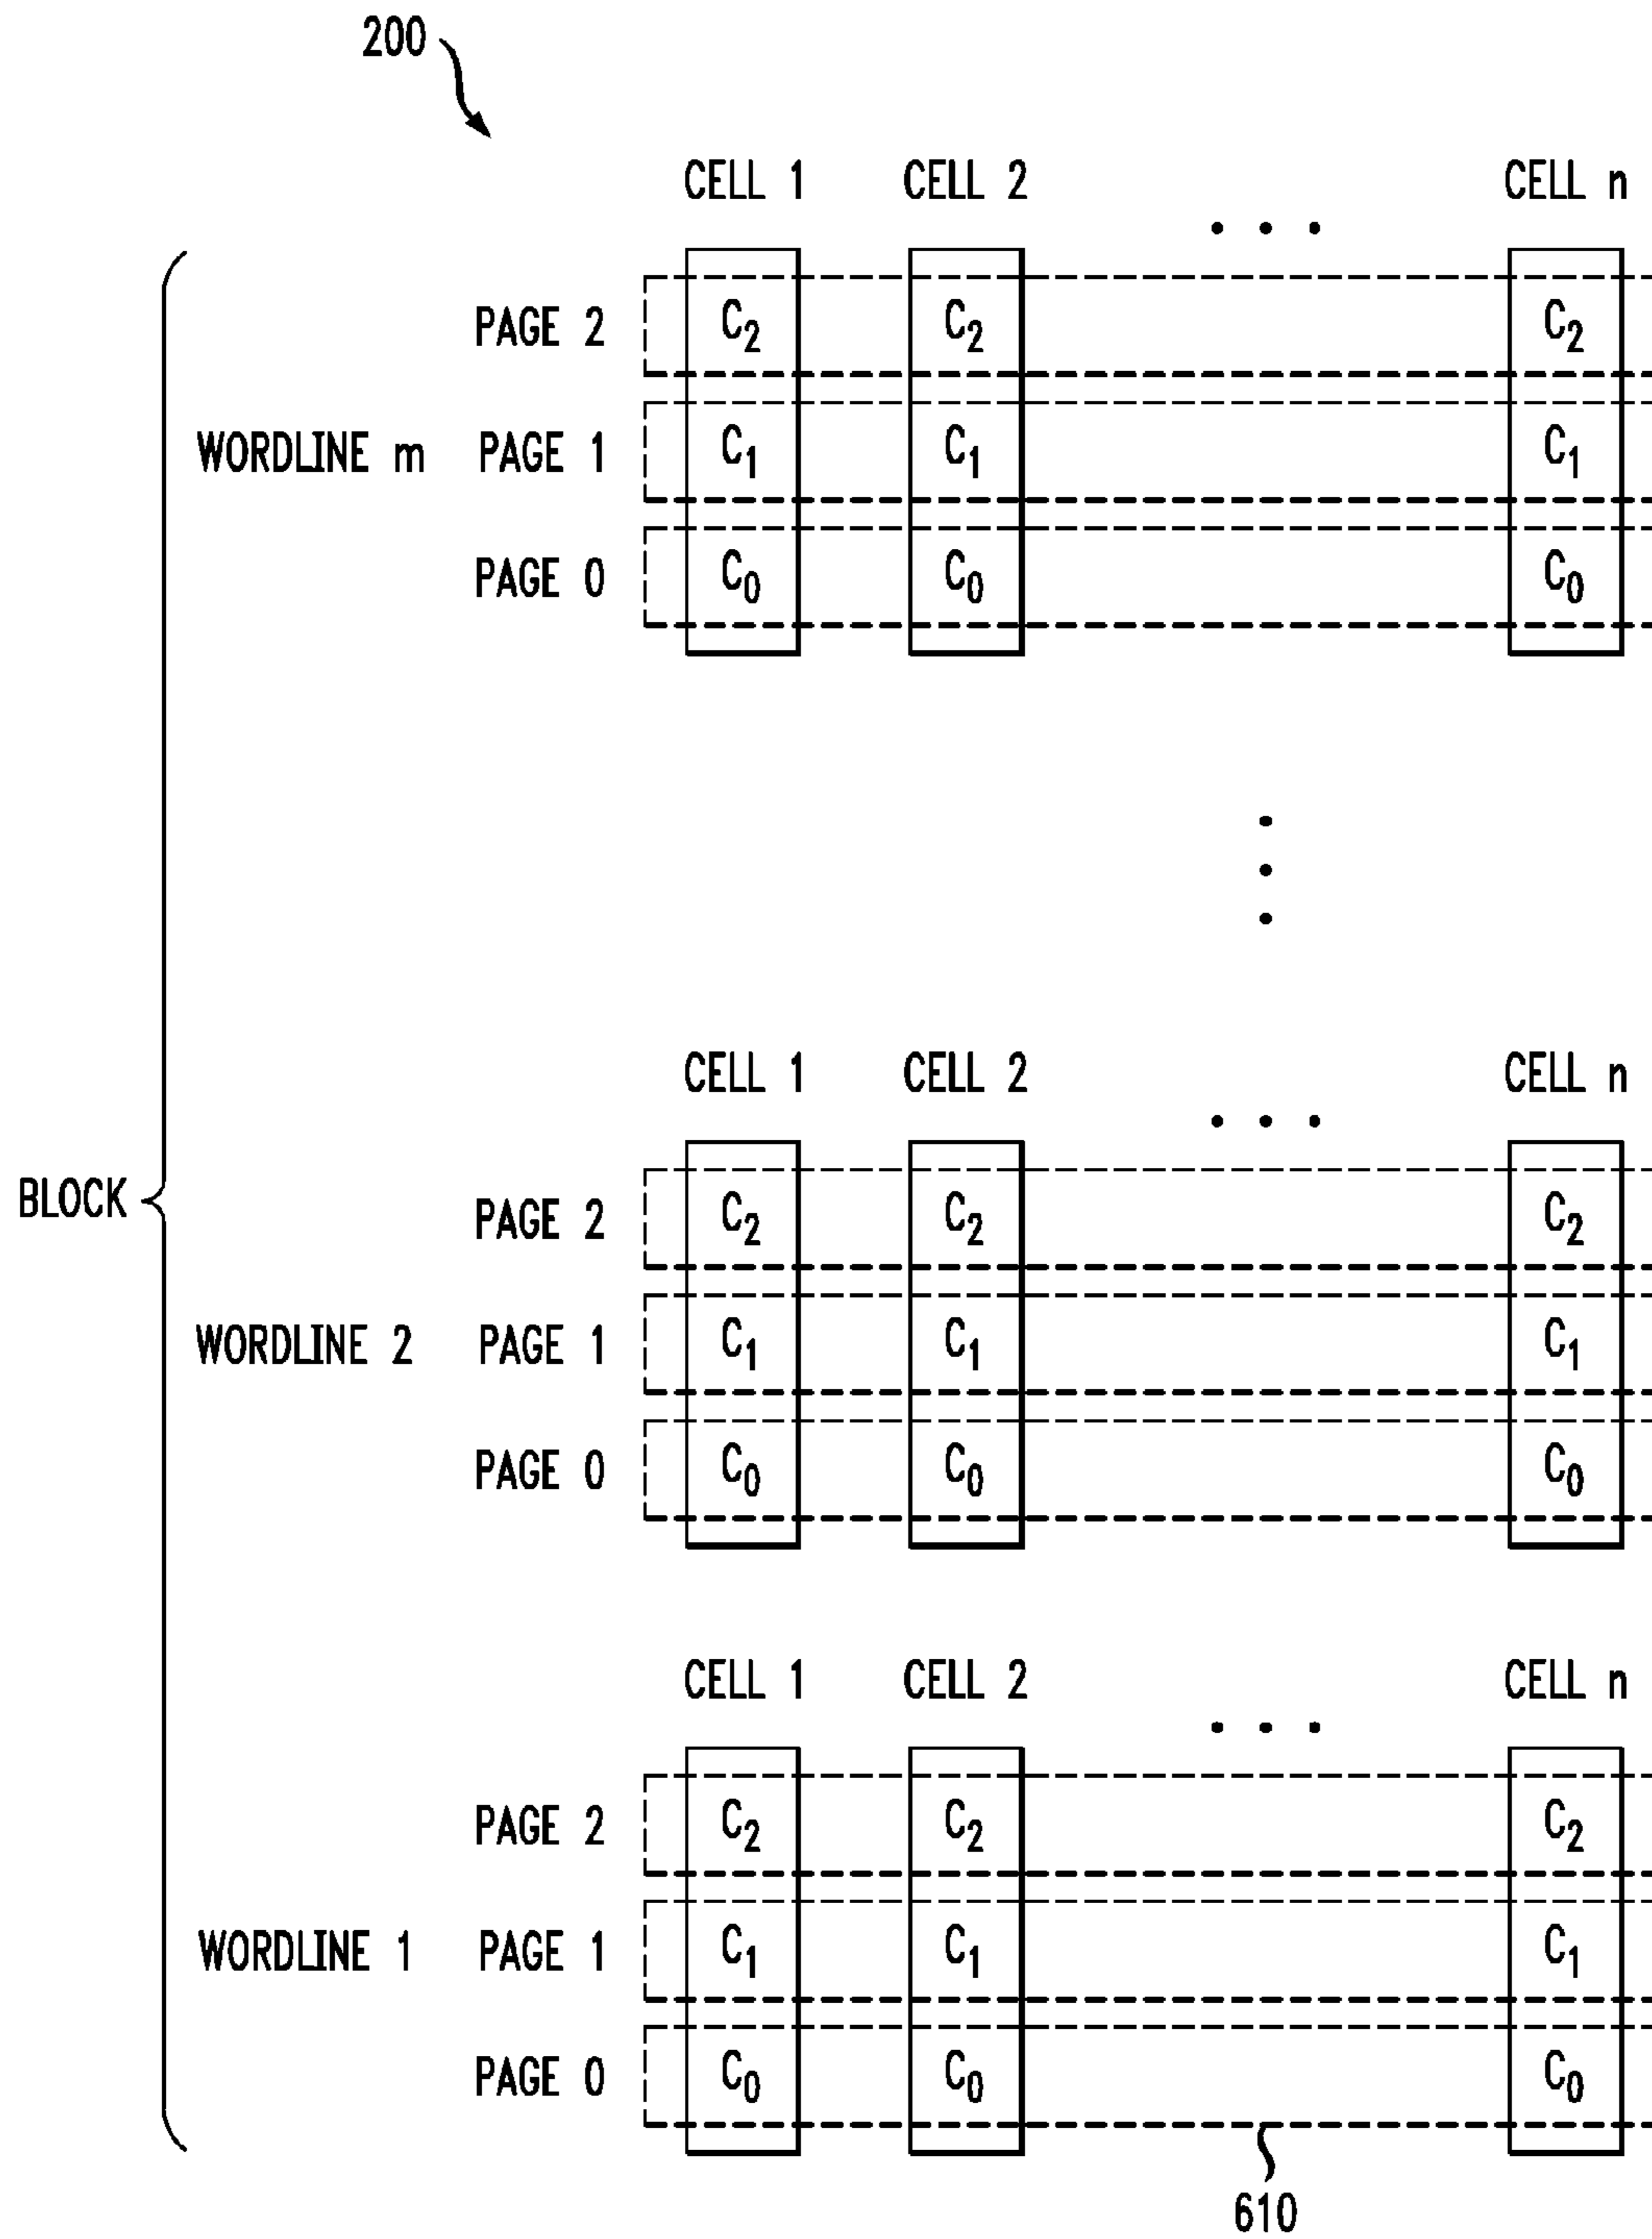 200
CELL 1 CELL 2 . . . CELL n
PAGE 2 C2 C2 C2
WORDLINE m PAGE 1 C1 C1 C1
PAGE 0 C0 C0 C0
CELL 1 CELL 2 . . . CELL n
BLOCK PAGE 2 C2 C2 C2
WORDLINE 2 PAGE 1 C1 C1 C1
PAGE 0 C0 C0 C0
CELL 1 CELL 2 . . . CELL n
PAGE 2 C2 C2 C2
WORDLINE 1 PAGE 1 C1 C1 C1
PAGE 0 C0 C0 C0
610